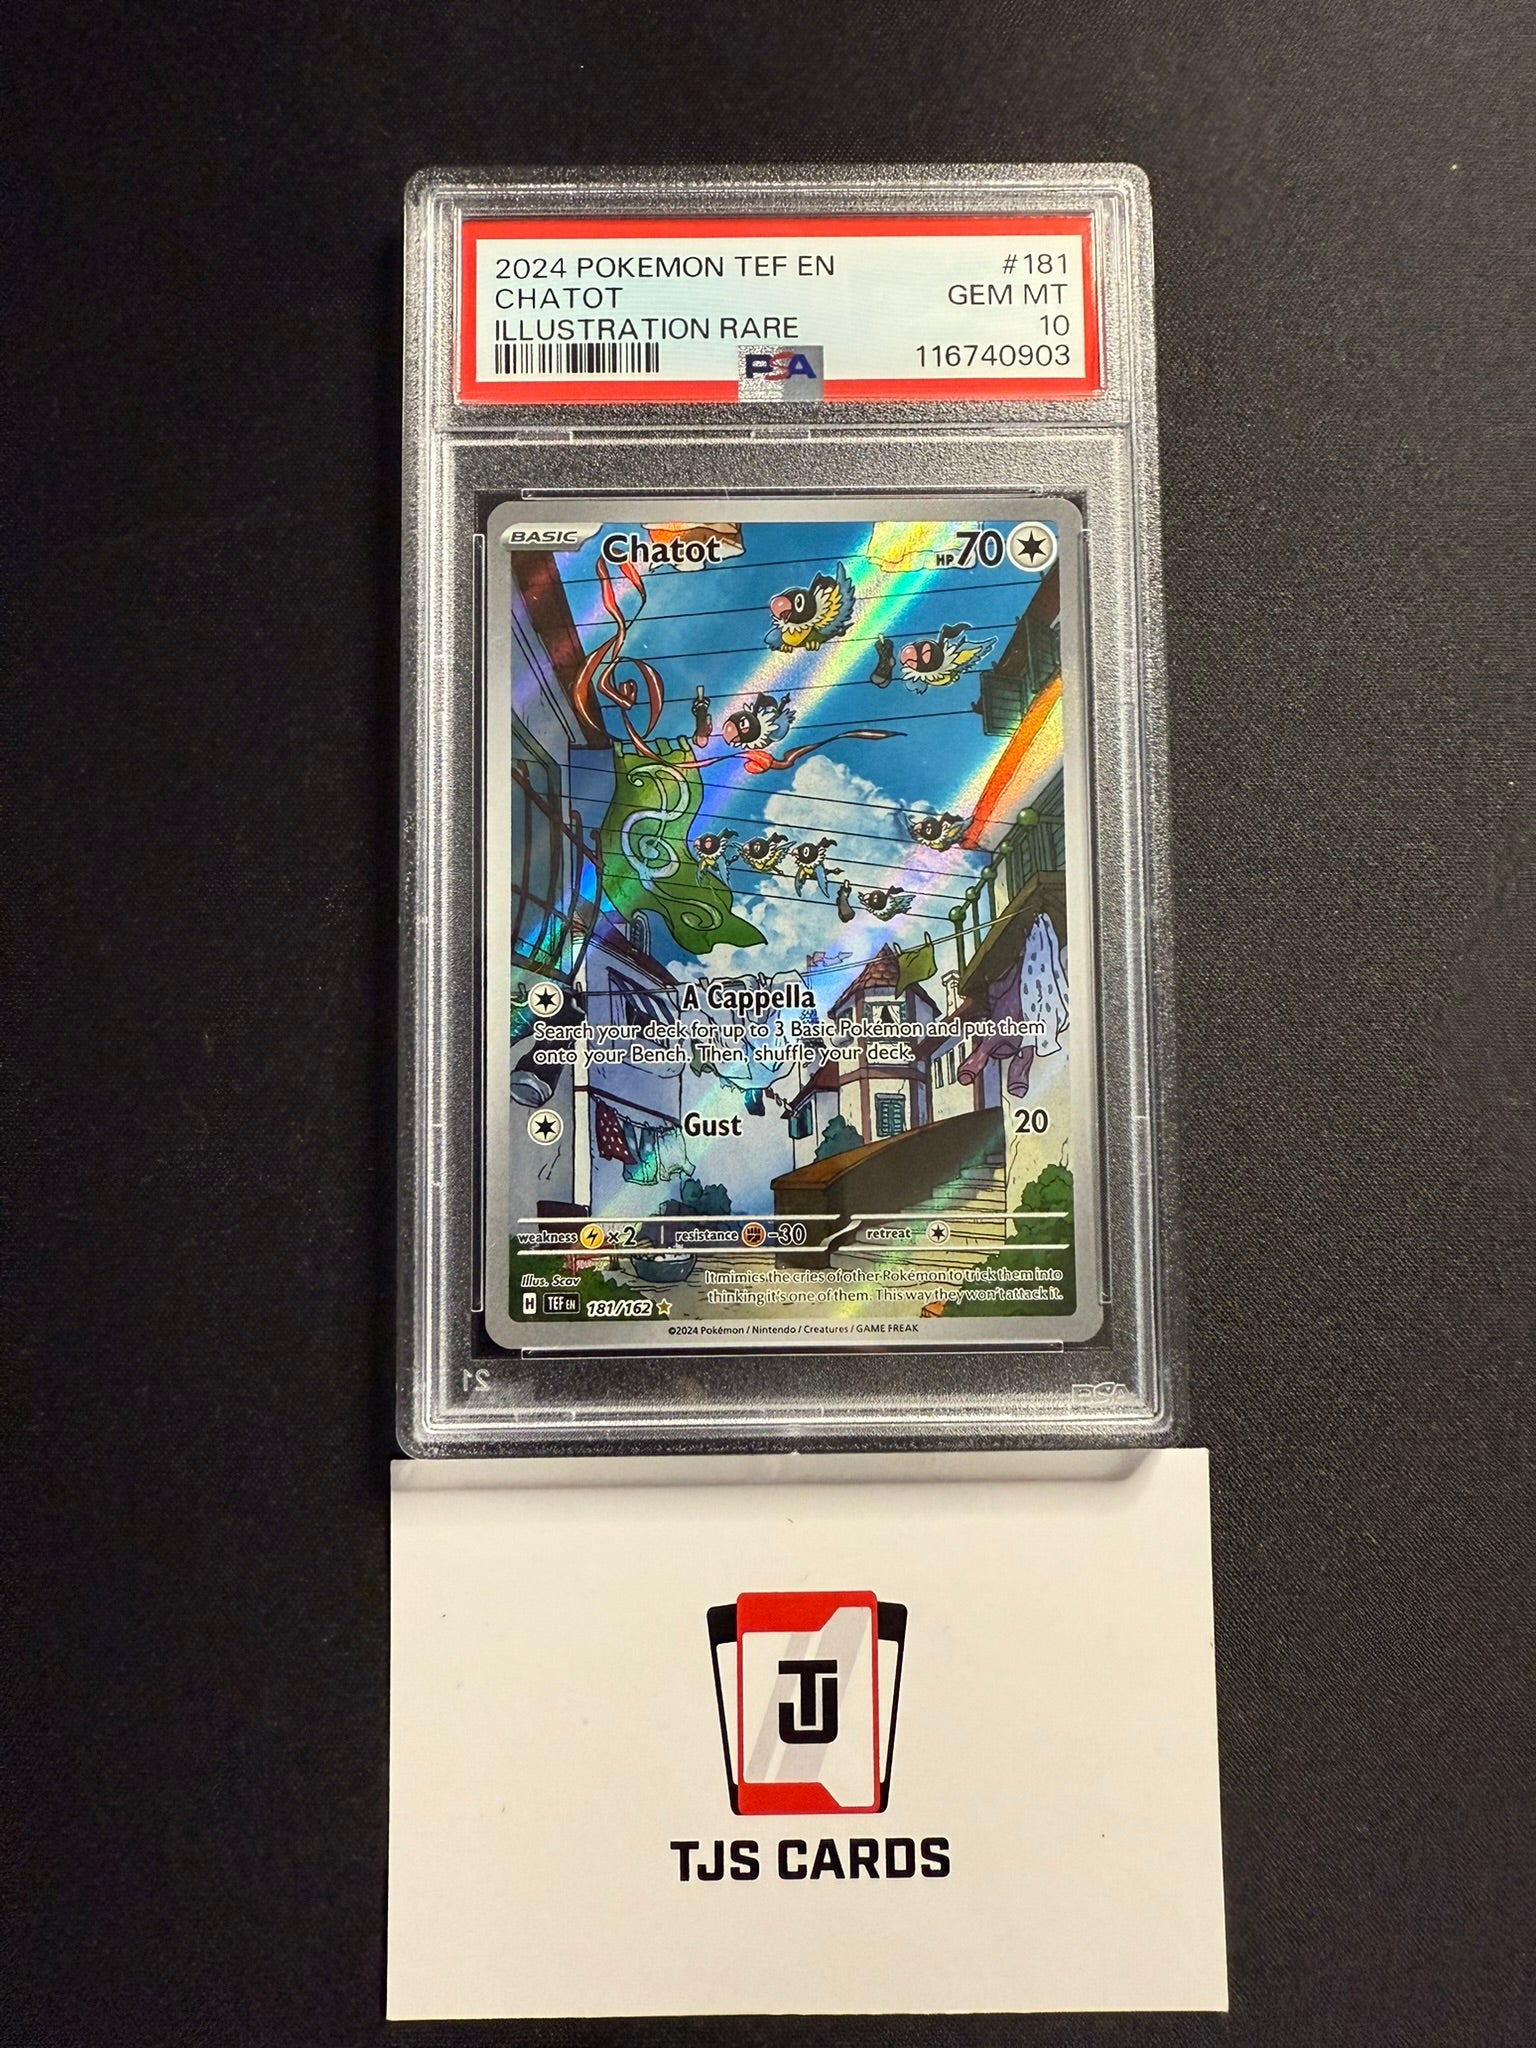 2024 POKEMON TEF EN #181
CHATOT GEM MT
ILLUSTRATION RARE 10
PSA 116740903
BASIC Chatot HP 70
A Cappella
Search your deck for up to 3 Basic Pokémon and put them
onto your Bench. Then, shuffle your deck.
Gust 20
weakness ×2 resistance -30 retreat
Illus. Scav
It mimics the cries of other Pokémon to trick them into
thinking it's one of them. This way they won't attack it.
H TEF EN 181/162
©2024 Pokémon / Nintendo / Creatures / GAME FREAK
21 PSA
TJ
TJS CARDS